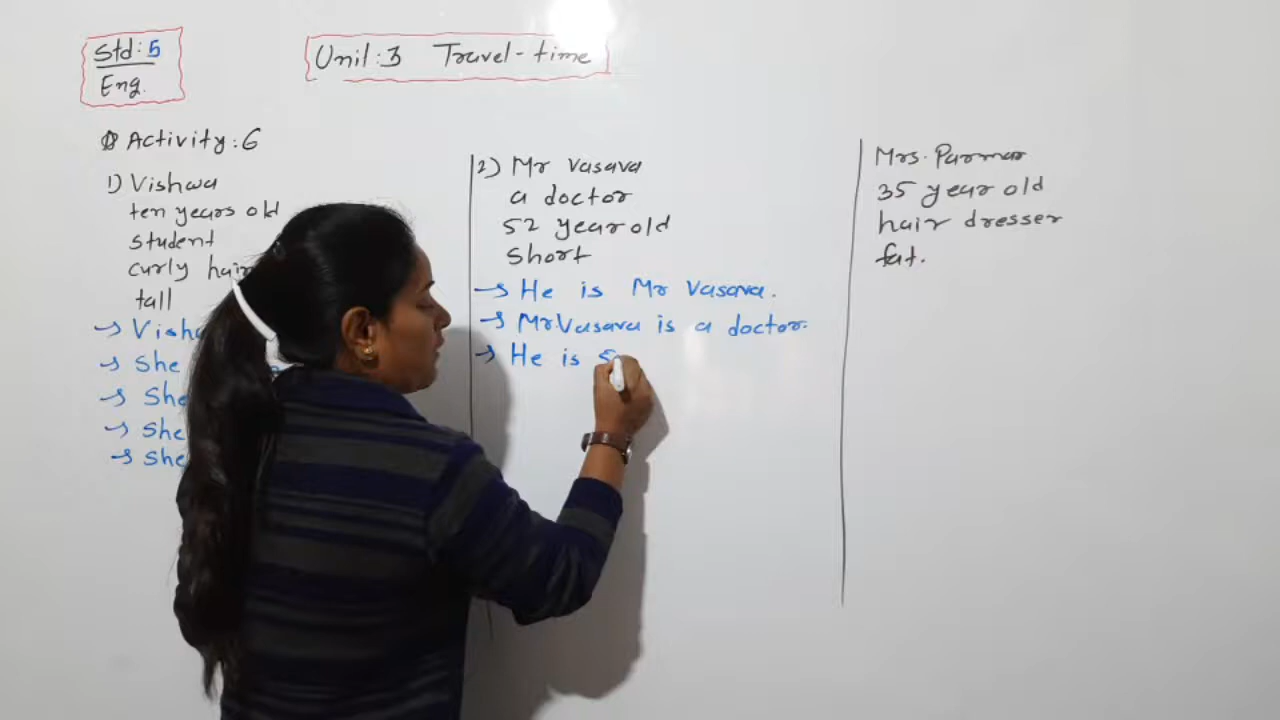 Std: 5
Eng.
Unit: 3 Travel-time
Activity: 6
1) Vishwa
ten years old
student
curly hair
tall
→
→ She
→ She
→ She
→ She
2) Mr Vasava
a doctor
52 year old
short
→ He is Mr Vasava.
→ Mr. Vasava is a doctor.
→ He is 5
Mrs. Parmar
35 year old
hair dresser
fat.